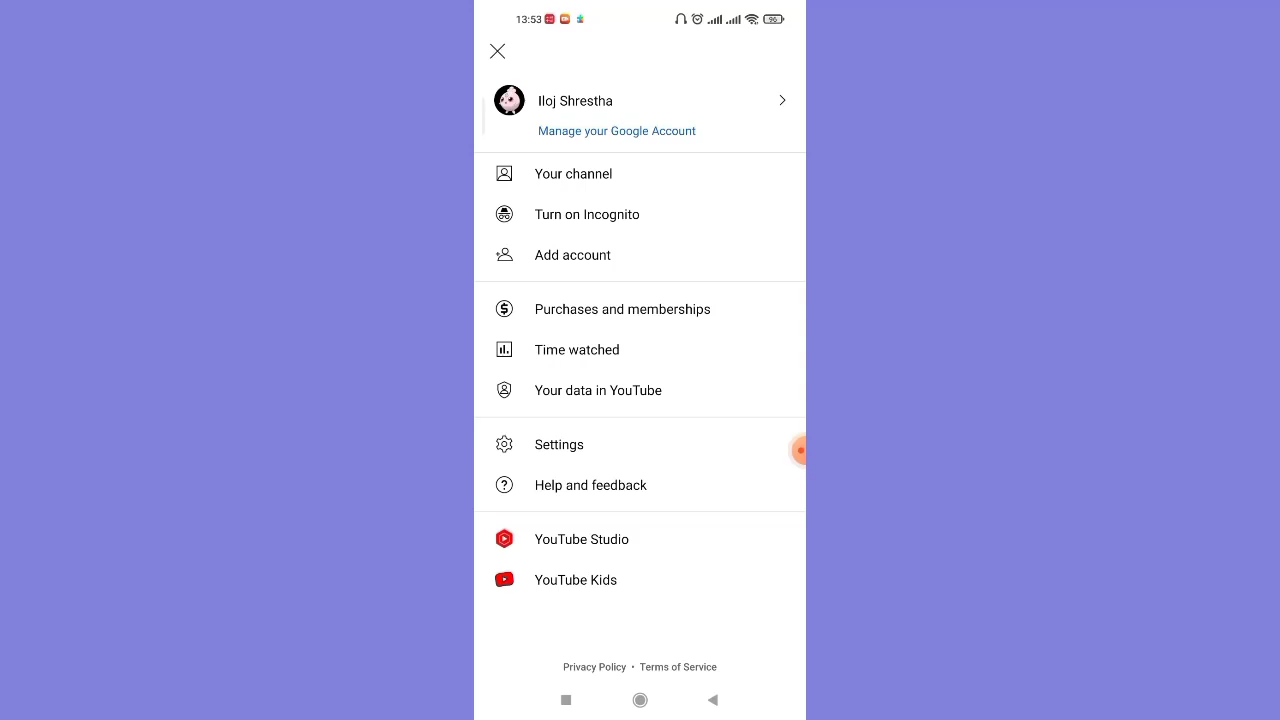 13:53
96
Iloj Shrestha
Manage your Google Account
Your channel
Turn on Incognito
Add account
Purchases and memberships
Time watched
Your data in YouTube
Settings
Help and feedback
YouTube Studio
YouTube Kids
Privacy Policy • Terms of Service